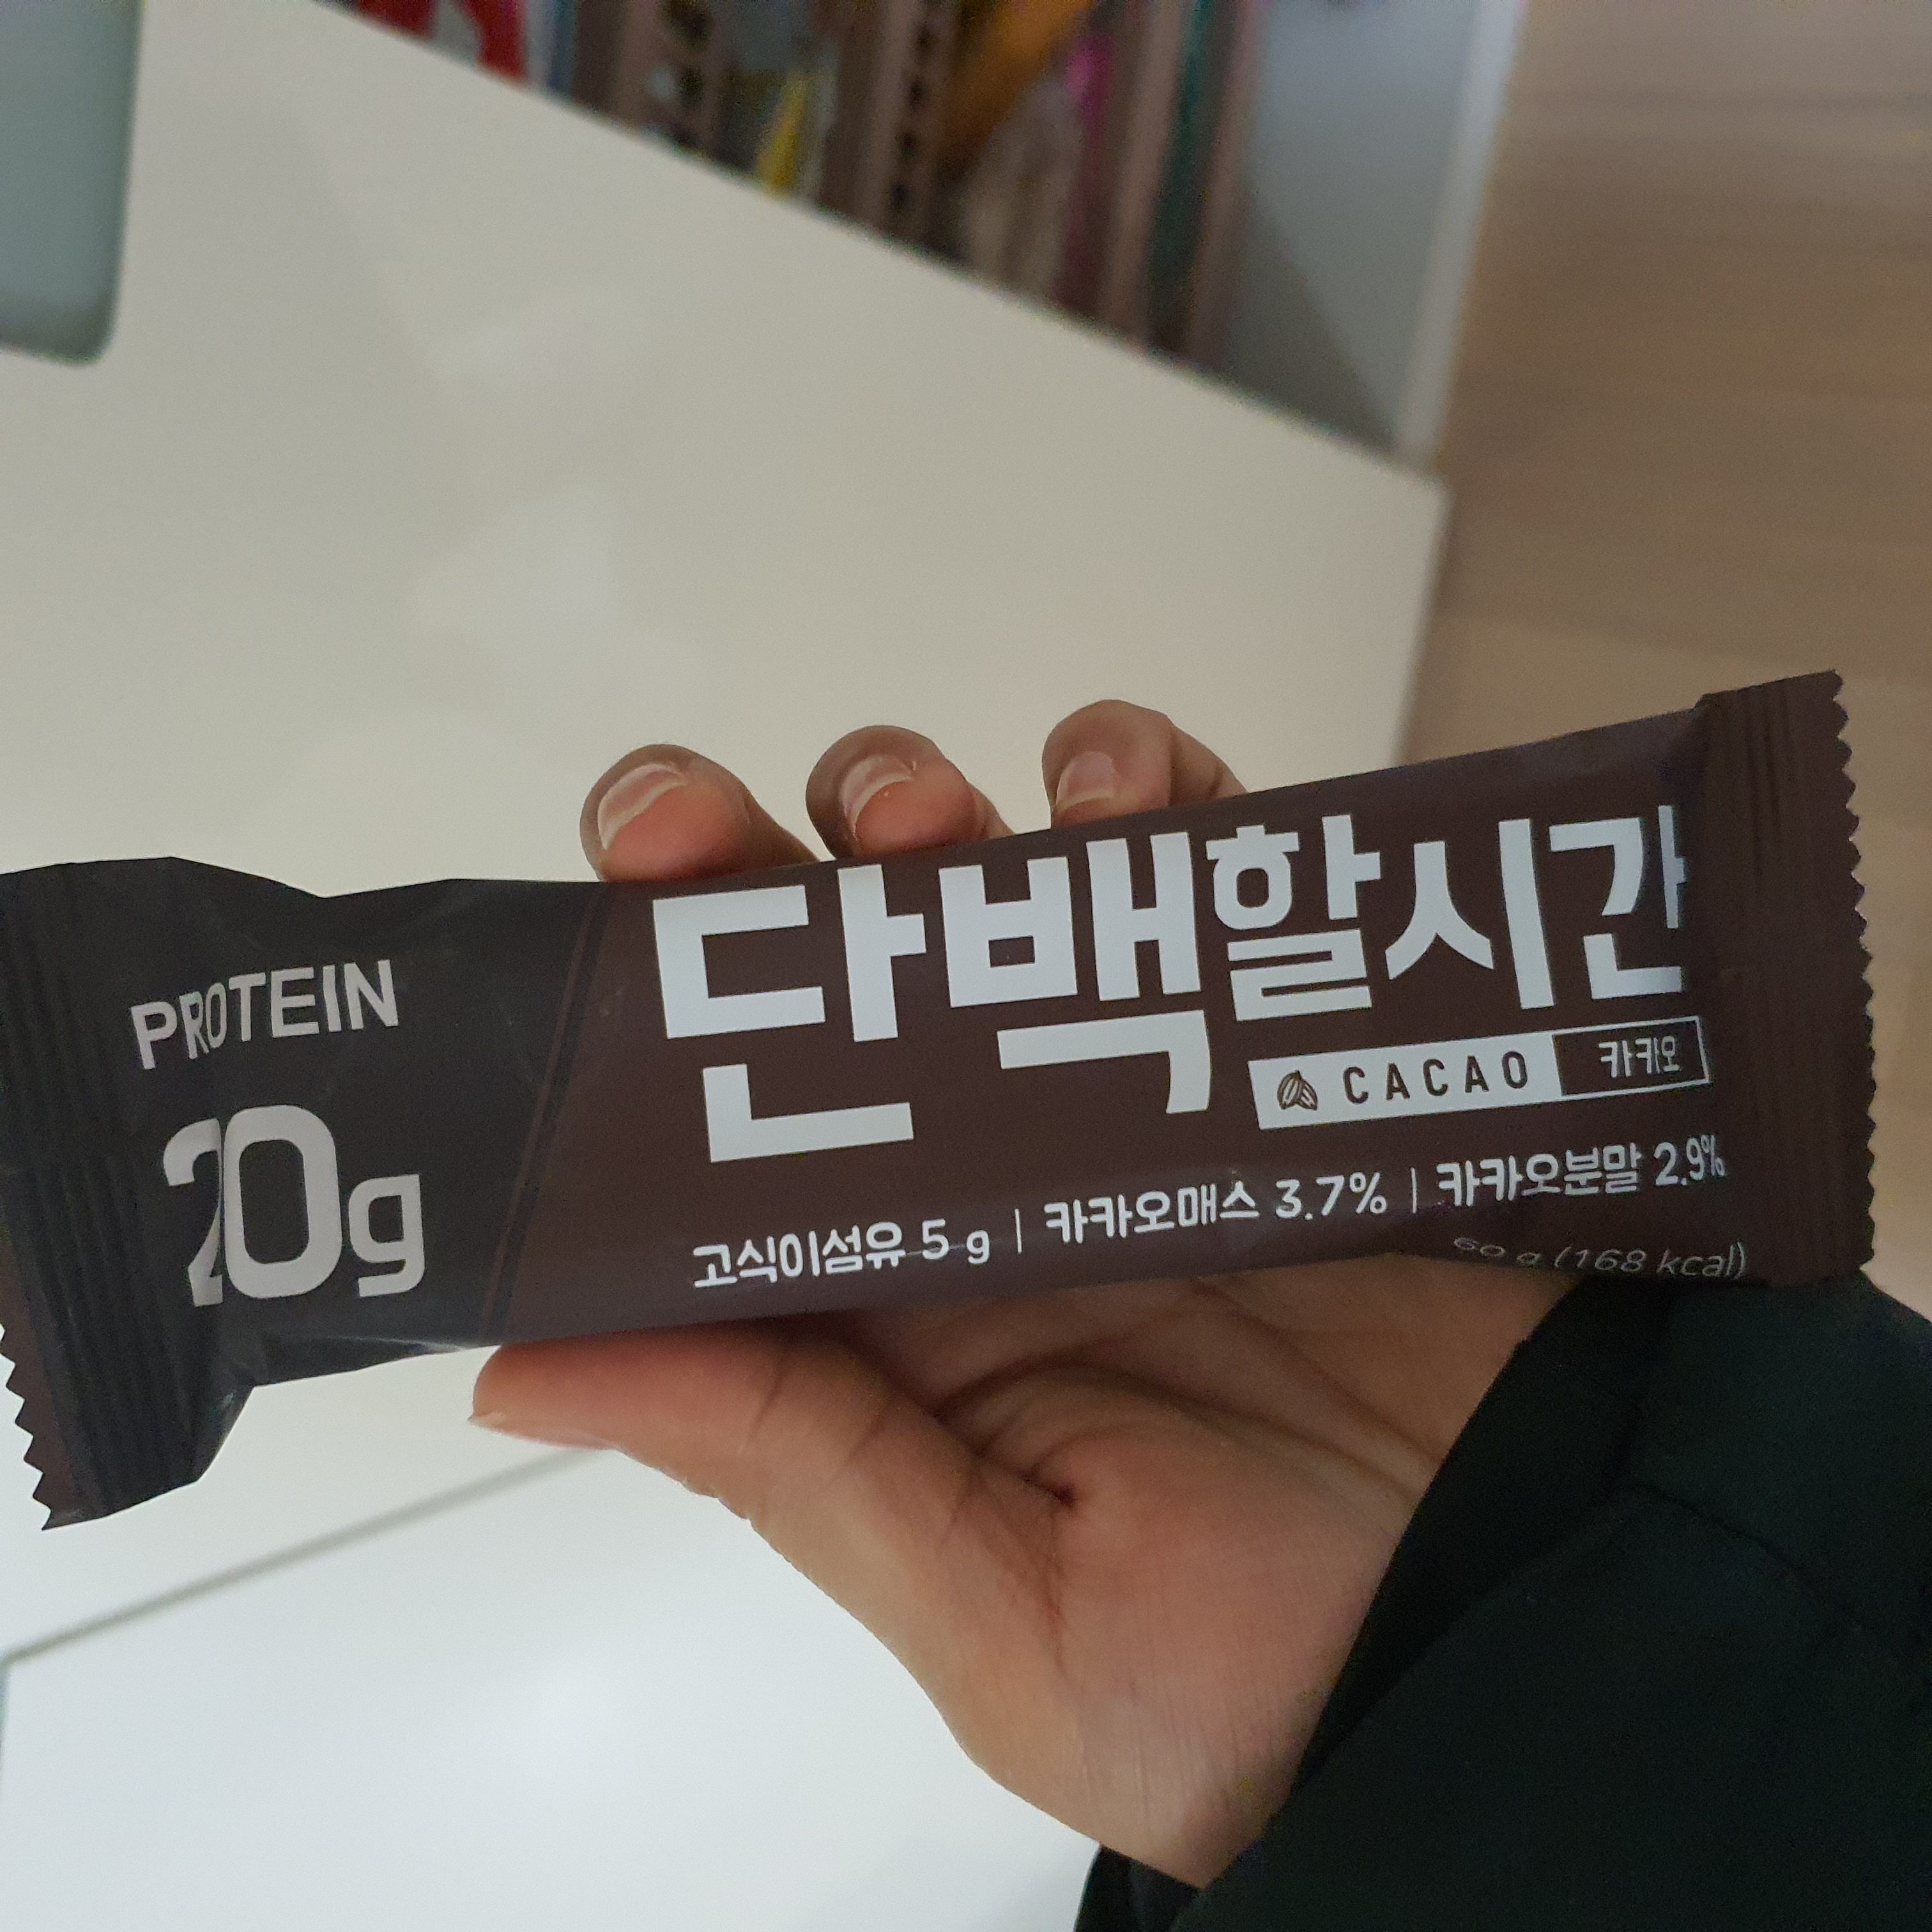 PROTEIN
20g
단백할시간
CACAO 카카오
고식이섬유 5 g | 카카오매스 3.7% | 카카오분말 2.9%
g (168 kcal)